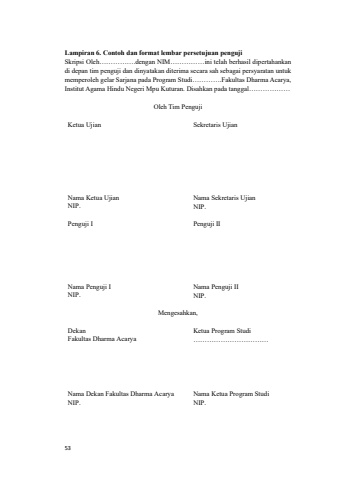 Lampiran 6. Contoh dan format lembar persetujuan penguji
Skripsi Oleh……………dengan NIM……………ini telah berhasil dipertahankan
di depan tim penguji dan dinyatakan diterima secara sah sebagai persyaratan untuk
memperoleh gelar Sarjana pada Program Studi…………Fakultas Dharma Acarya,
Institut Agama Hindu Negeri Mpu Kuturan. Disahkan pada tanggal………………
Oleh Tim Penguji
Ketua Ujian Sekretaris Ujian
Nama Ketua Ujian Nama Sekretaris Ujian
NIP. NIP.
Penguji I Penguji II
Nama Penguji I Nama Penguji II
NIP. NIP.
Mengesahkan,
Dekan Ketua Program Studi
Fakultas Dharma Acarya ……………………………
Nama Dekan Fakultas Dharma Acarya Nama Ketua Program Studi
NIP. NIP.
53